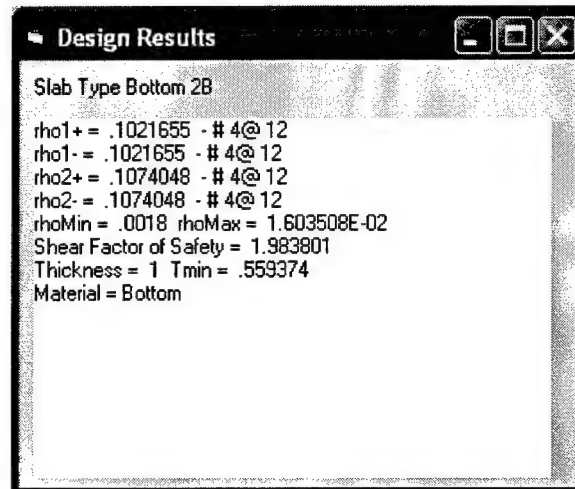 Design Results
Slab Type Bottom 2B
rho1+ = .1021655 - # 4@ 12
rho1- = .1021655 - # 4@ 12
rho2+ = .1074048 - # 4@ 12
rho2- = .1074048 - # 4@ 12
rhoMin = .0018 rhoMax = 1.603508E-02
Shear Factor of Safety = 1.983801
Thickness = 1 Tmin = .559374
Material = Bottom